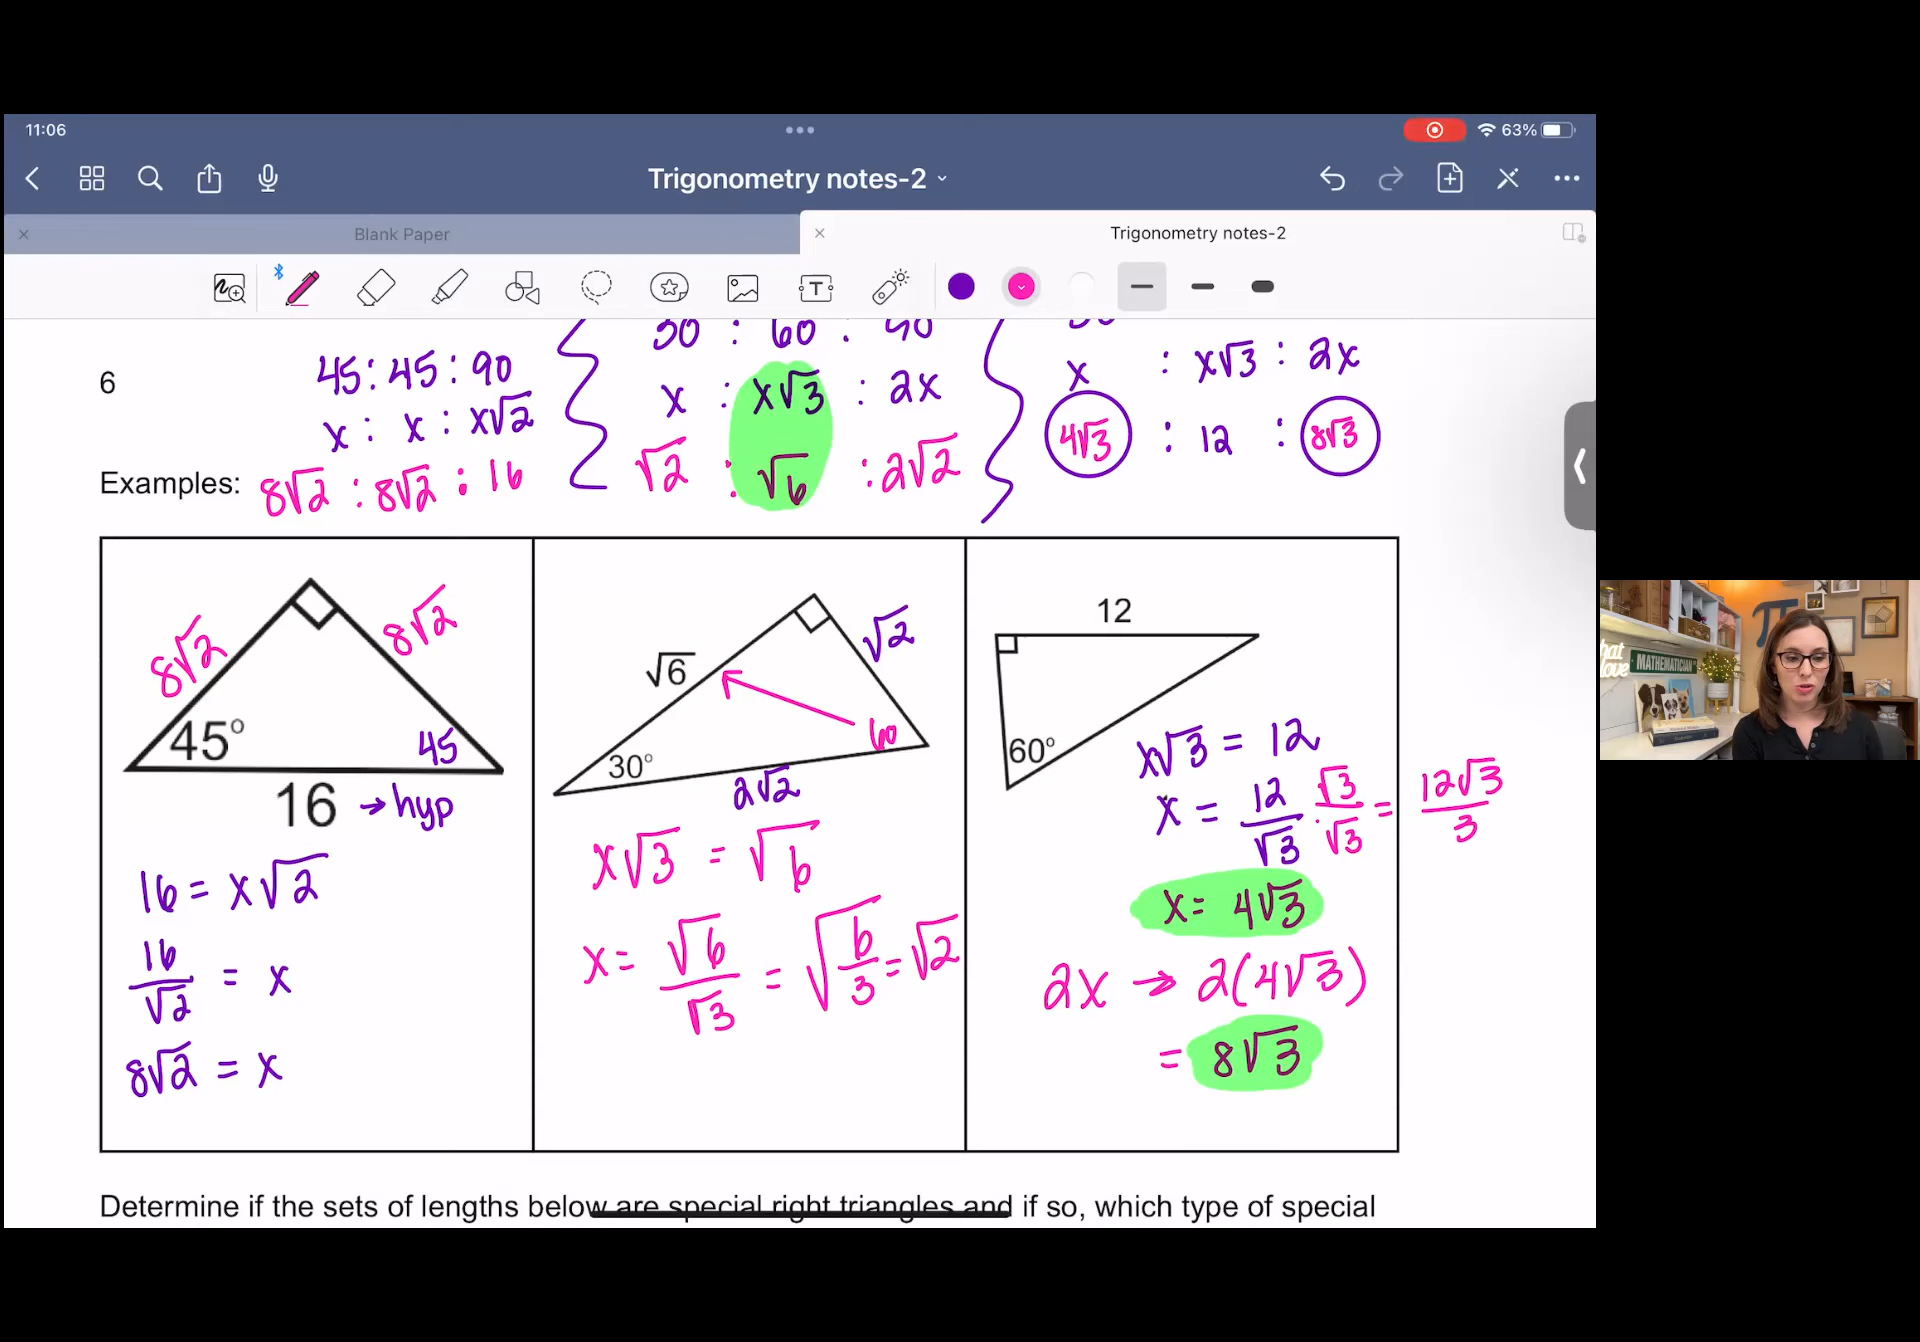 11:06
63%
Trigonometry notes-2
Blank Paper
Trigonometry notes-2
T
6
45 : 45 : 90
x : x : x√2
Examples: 8√2 : 8√2 : 16
30 : 60 : 90
x : x√3 : 2x
√2 : √6 : 2√2
x : x√3 : 2x
4√3 : 12 : 8√3
8√2
8√2
45°
45
16 → hyp
16 = x√2
16/√2 = x
8√2 = x
√6
√2
60
30°
2√2
x√3 = √6
x = √6/√3 = √6/3 = √2
12
60°
x√3 = 12
x = 12/√3 · √3/√3 = 12√3/3
x = 4√3
2x → 2(4√3)
= 8√3
Determine if the sets of lengths below are special right triangles and if so, which type of special
MATHEMATICIAN